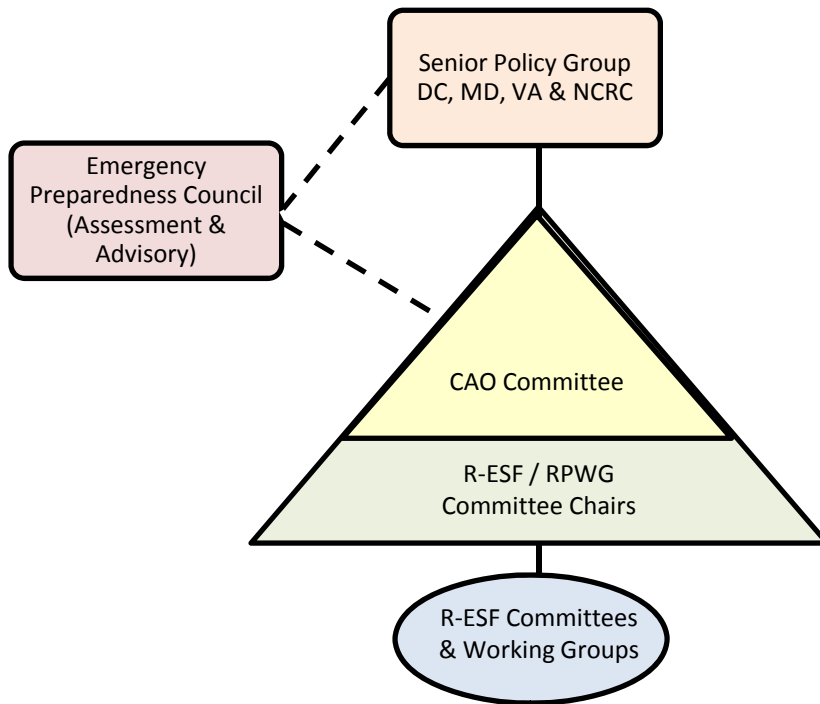 Senior Policy Group
DC, MD, VA & NCRC
Emergency
Preparedness Council
(Assessment &
Advisory)
CAO Committee
R-ESF / RPWG
Committee Chairs
R-ESF Committees
& Working Groups